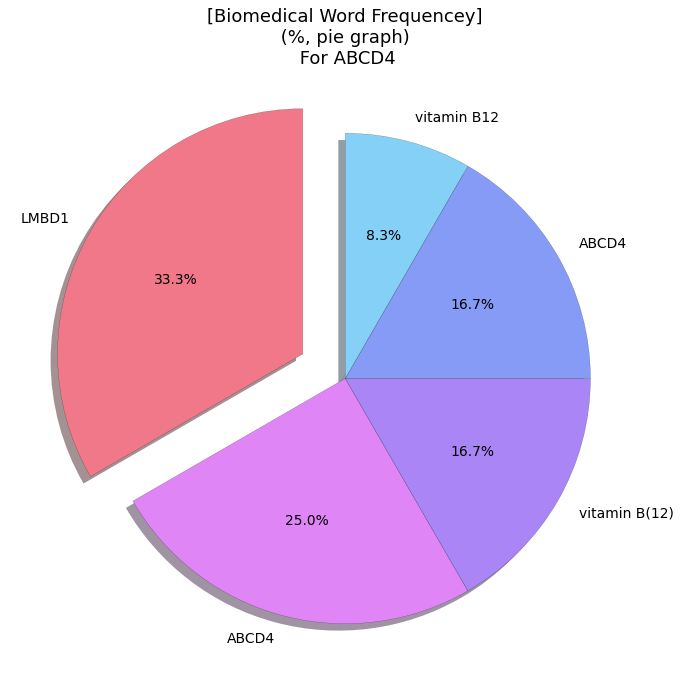 [Biomedical Word Frequencey]
(%, pie graph)
For ABCD4
vitamin B12
8.3%
ABCD4
16.7%
LMBD1
33.3%
16.7%
vitamin B(12)
25.0%
ABCD4